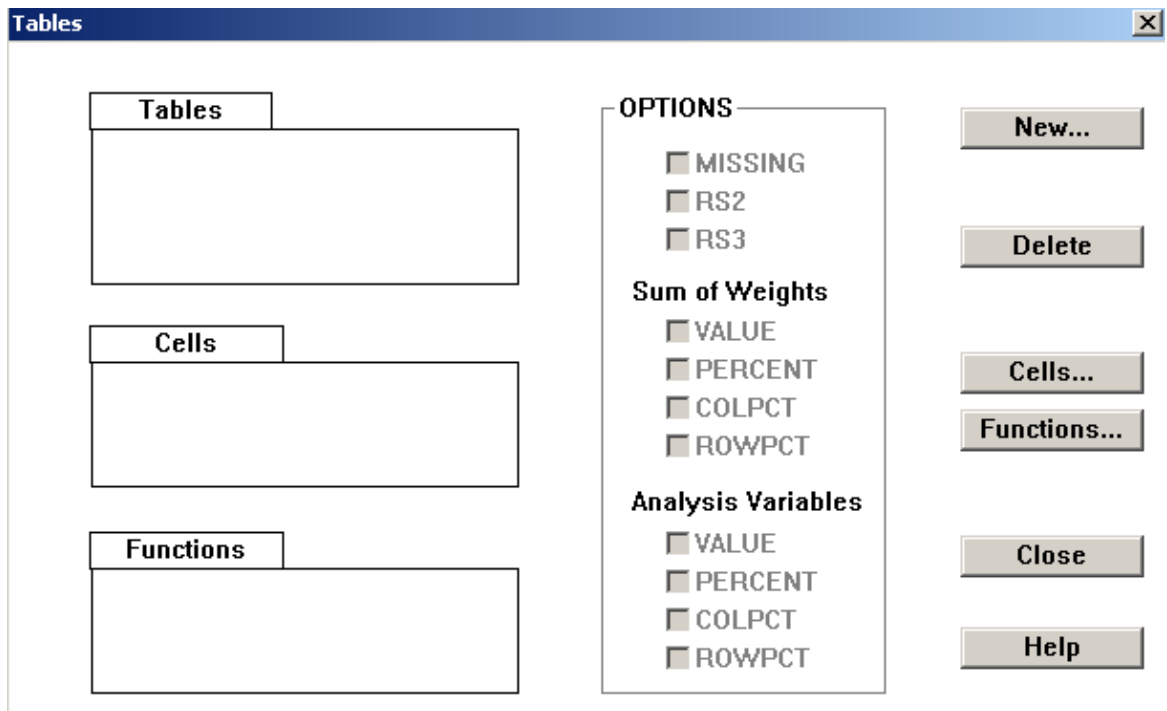 Tables
Tables
Cells
Functions
OPTIONS
MISSING
RS2
RS3
Sum of Weights
VALUE
PERCENT
COLPCT
ROWPCT
Analysis Variables
VALUE
PERCENT
COLPCT
ROWPCT
New...
Delete
Cells...
Functions...
Close
Help